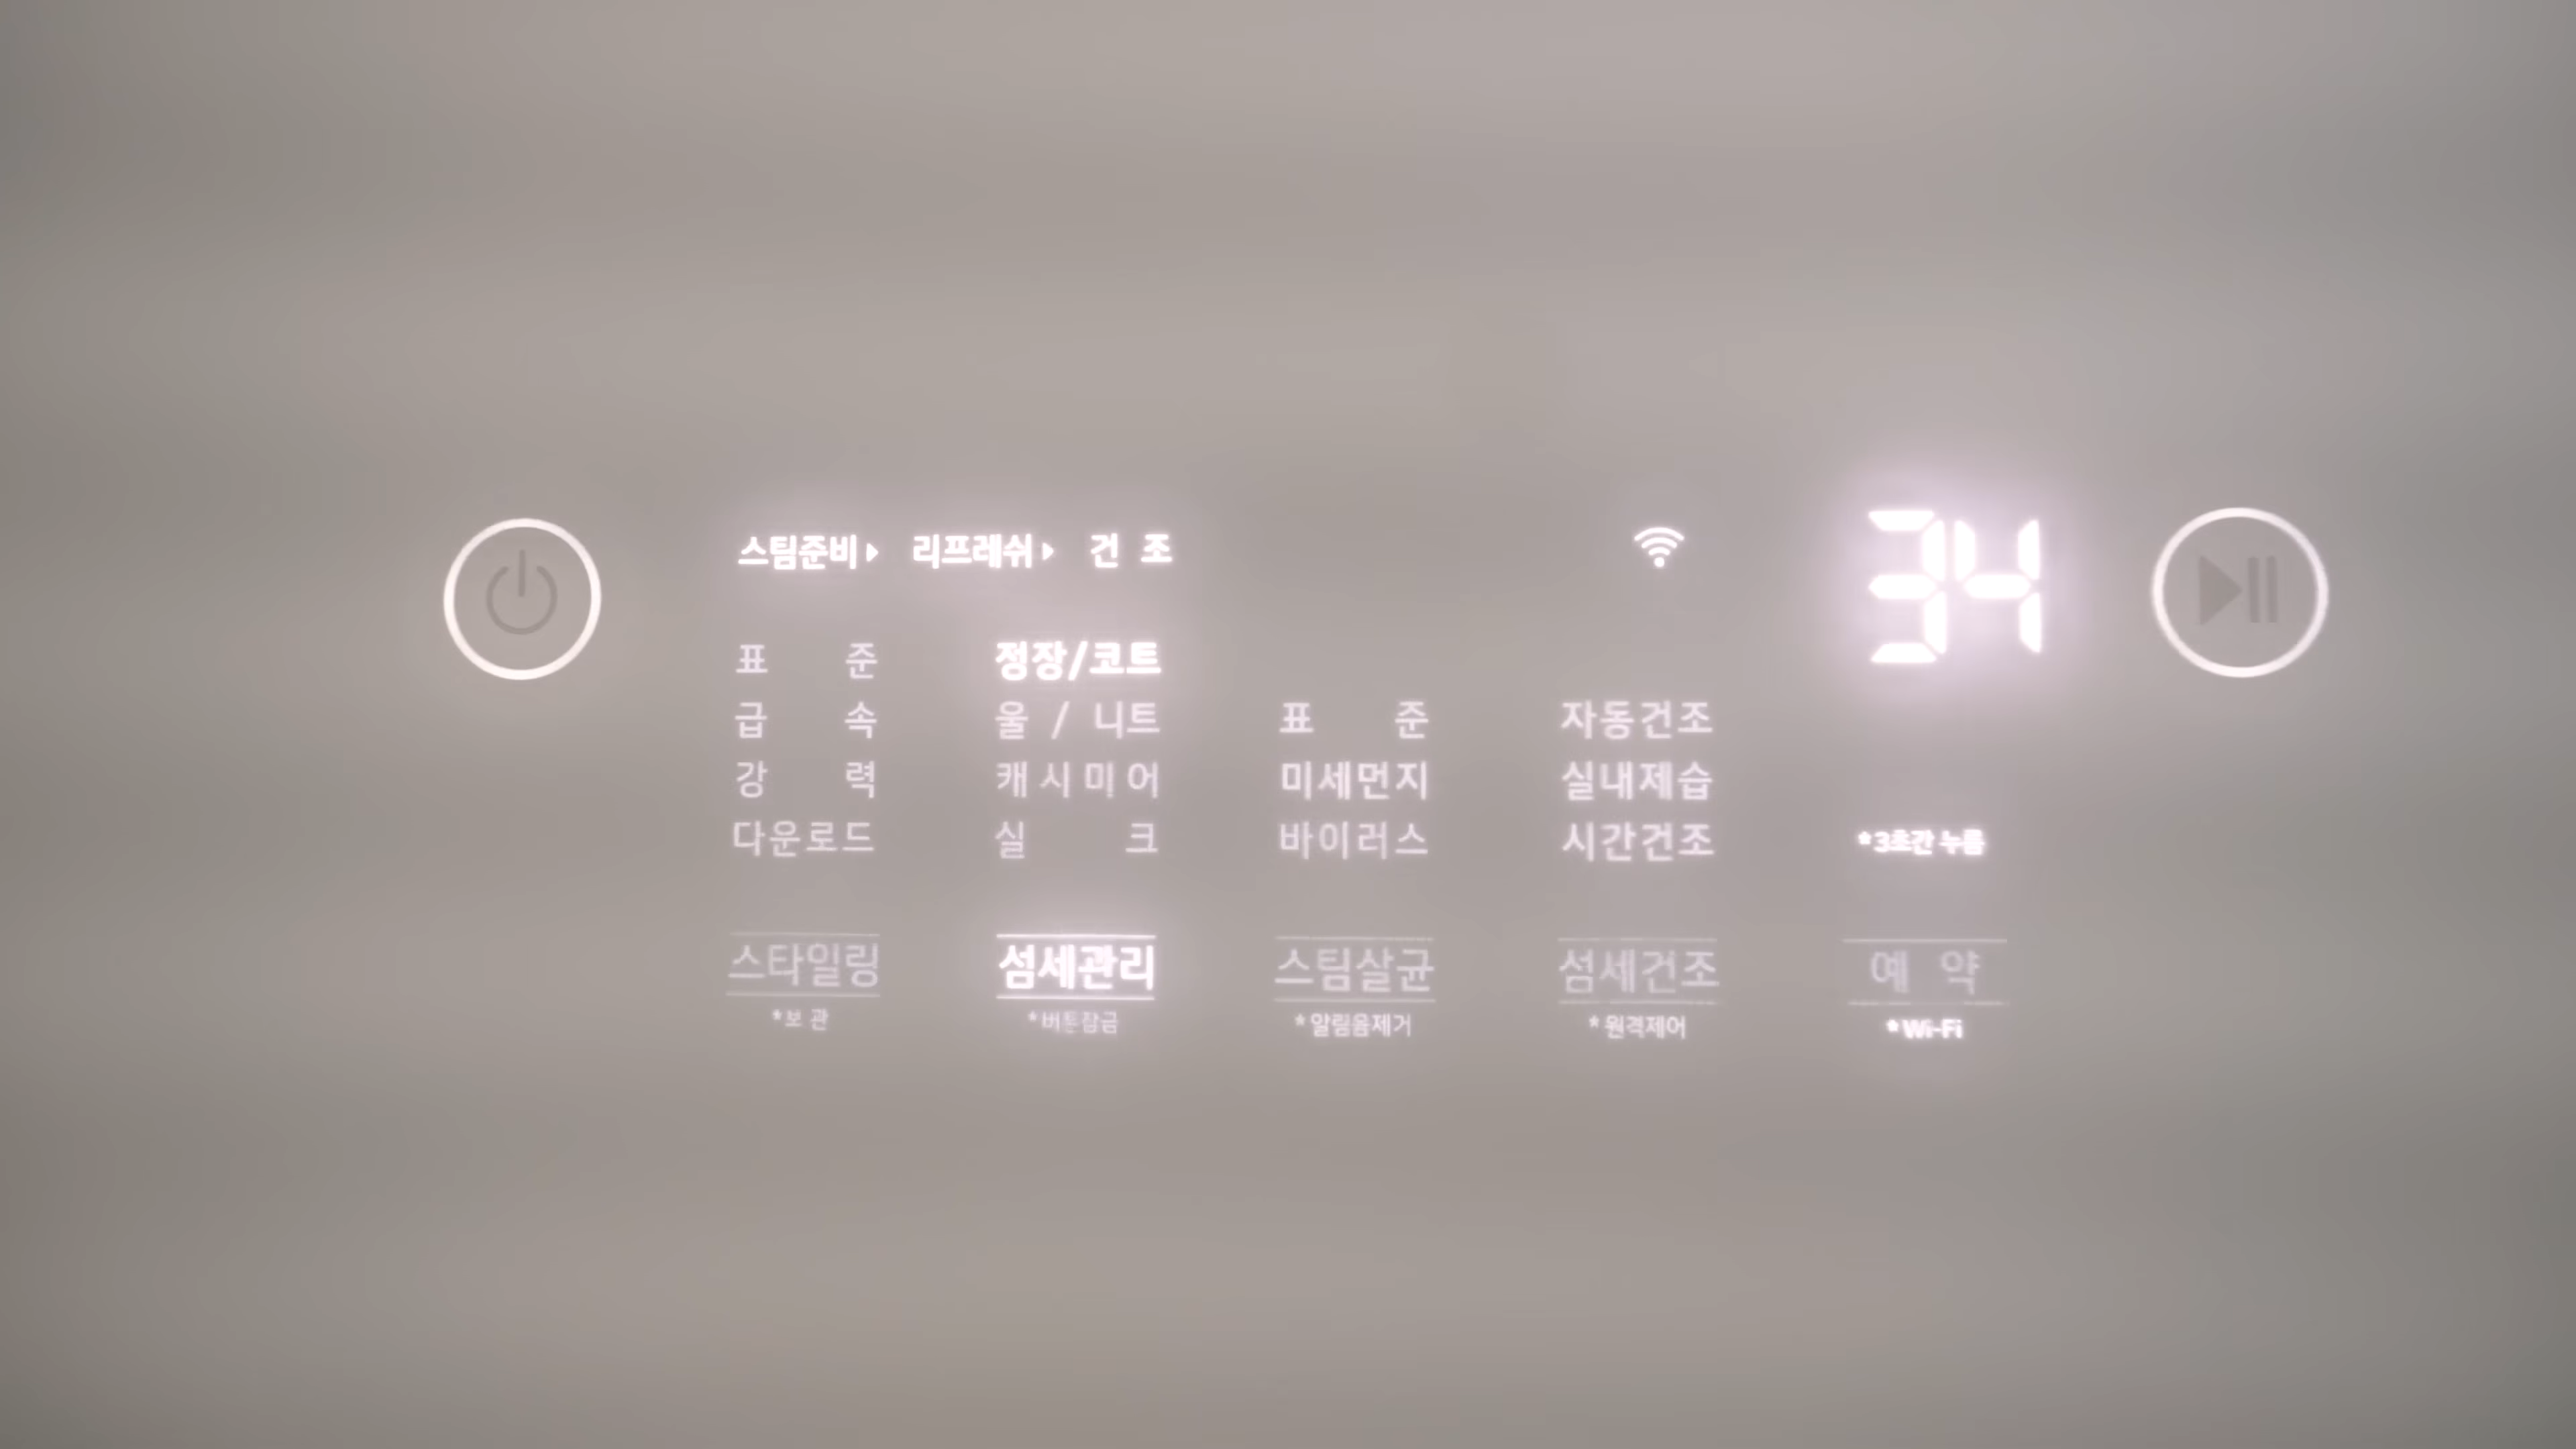 스팀준비▸ 리프레쉬▸ 건 조
34
표 준 정장/코트
급 속 울 / 니트 표 준 자동건조
강 력 캐시미어 미세먼지 실내제습
다운로드 실 크 바이러스 시간건조 *3초간 누름
스타일링 섬세관리 스팀살균 섬세건조 예 약
*보 관 *버튼잠금 *알림음제거 *원격제어 *Wi-Fi